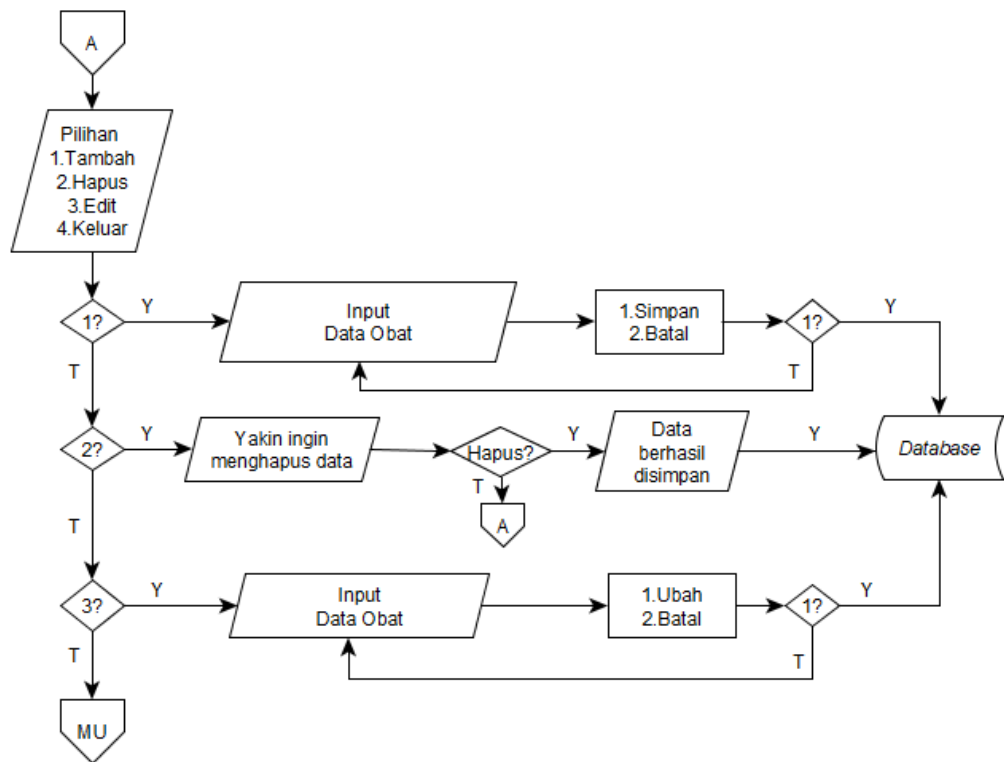 A
Pilihan
1.Tambah
2.Hapus
3.Edit
4.Keluar
1?
Y
Input
Data Obat
1.Simpan
2.Batal
1?
Y
T
T
2?
Y
Yakin ingin
menghapus data
Hapus?
Y
T
A
Data
berhasil
disimpan
Y
Database
T
3?
Y
Input
Data Obat
1.Ubah
2.Batal
1?
Y
T
T
MU